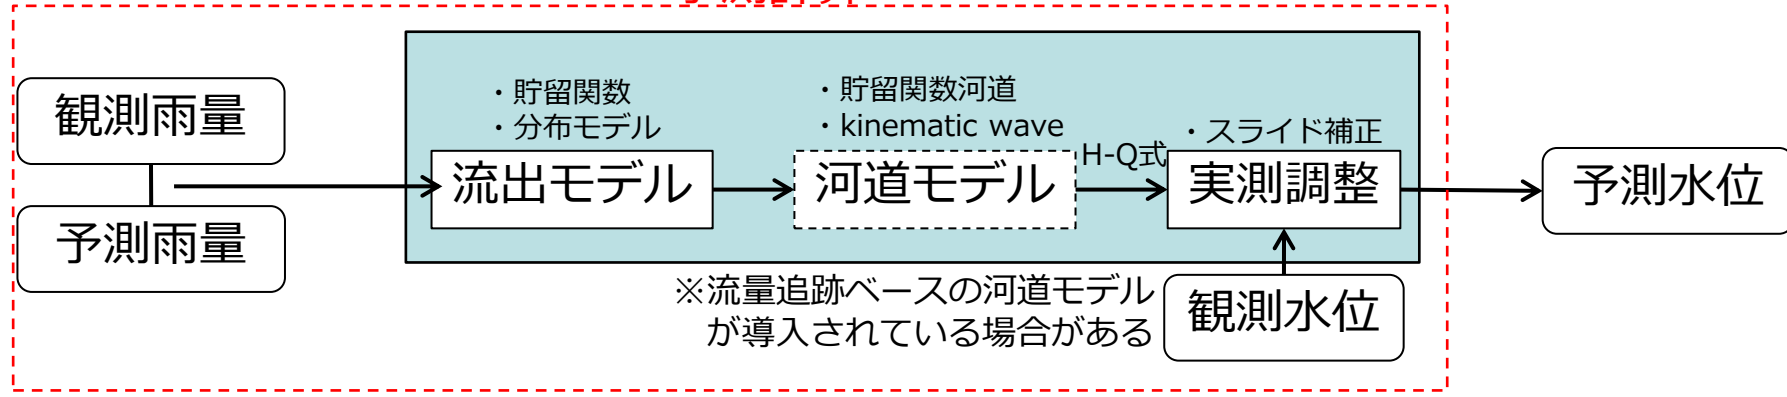 観測雨量
予測雨量
・貯留関数
・分布モデル
流出モデル
・貯留関数河道
・kinematic wave
河道モデル
H-Q式
・スライド補正
実測調整
予測水位
※流量追跡ベースの河道モデル
が導入されている場合がある
観測水位